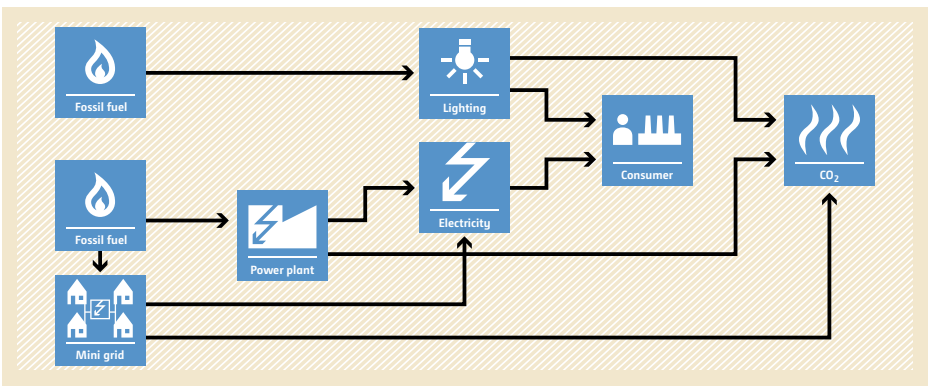 Fossil fuel
Lighting
Consumer
CO₂
Fossil fuel
Electricity
Power plant
Mini grid